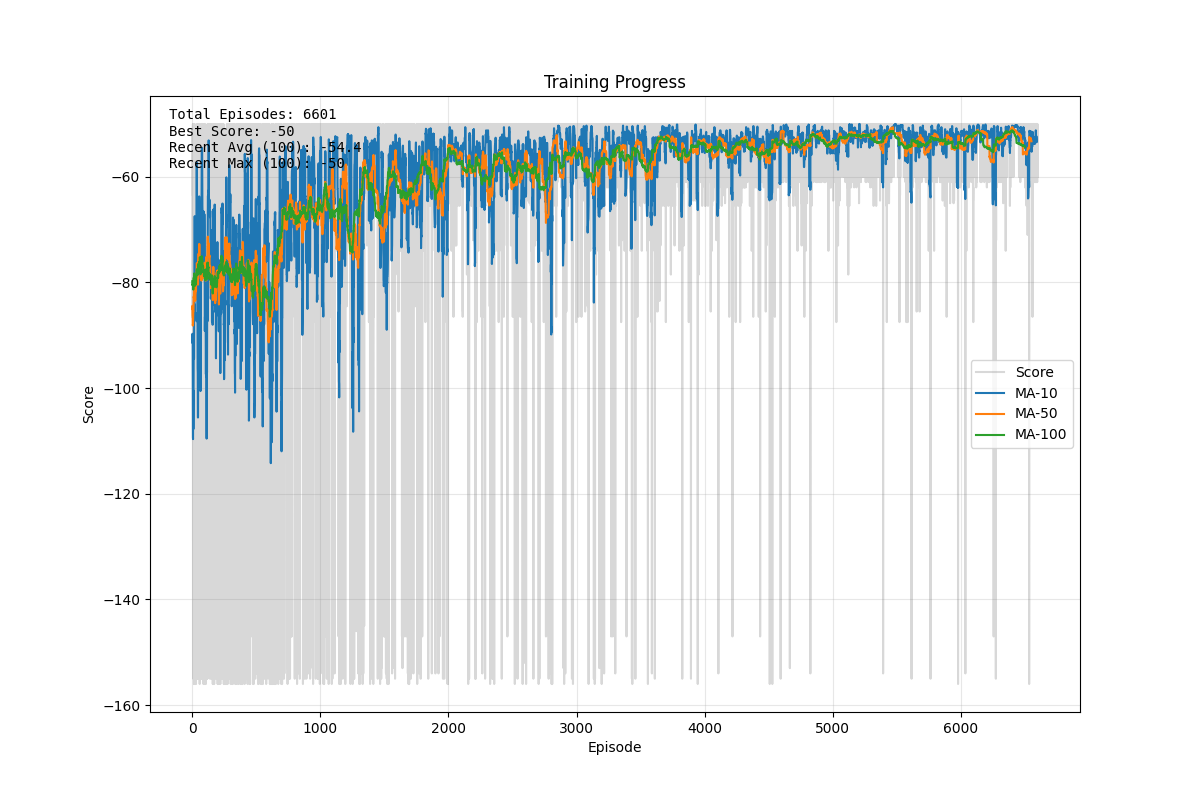 Training Progress
Total Episodes: 6601
Best Score: -50
Recent Avg (100): -54.4
Recent Max (100): -50
Score
−60
−80
−100
−120
−140
−160
Score
MA-10
MA-50
MA-100
0
1000
2000
3000
4000
5000
6000
Episode